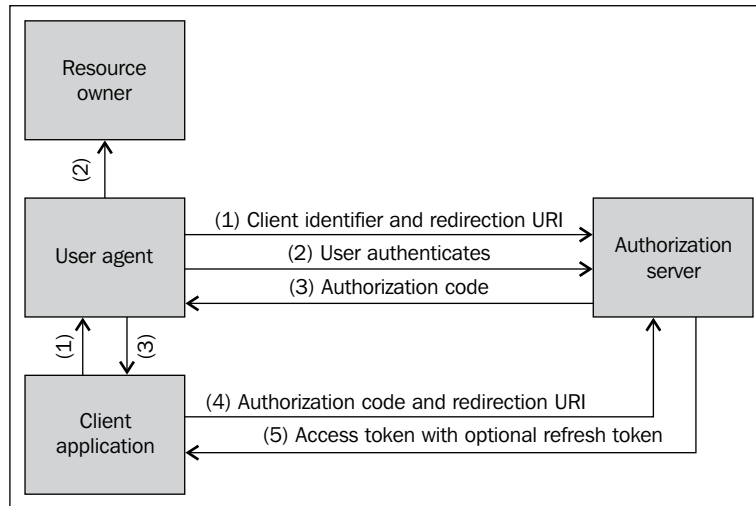 Resource
owner
(2)
User agent
(1) Client identifier and redirection URI
(2) User authenticates
(3) Authorization code
Authorization
server
(1)
(3)
Client
application
(4) Authorization code and redirection URI
(5) Access token with optional refresh token